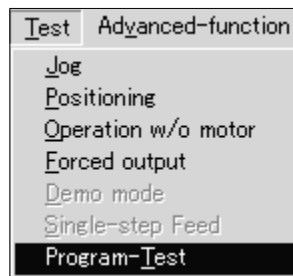 Test Advanced-function
Jog
Positioning
Operation w/o motor
Forced output
Demo mode
Single-step Feed
Program-Test